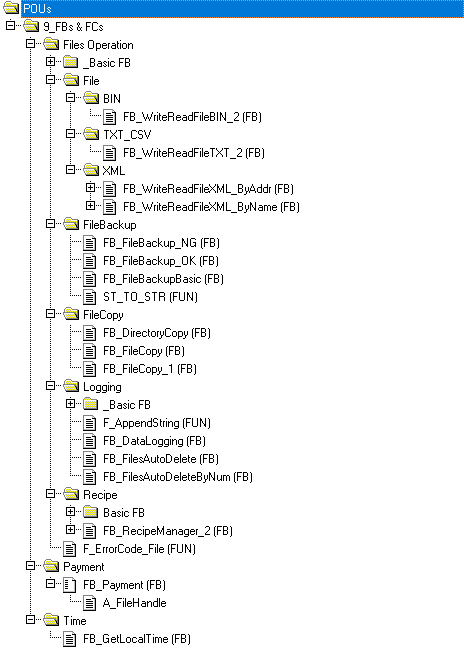 POUs
9_FBs & FCs
Files Operation
_Basic FB
File
BIN
FB_WriteReadFileBIN_2 (FB)
TXT_CSV
FB_WriteReadFileTXT_2 (FB)
XML
FB_WriteReadFileXML_ByAddr (FB)
FB_WriteReadFileXML_ByName (FB)
FileBackup
FB_FileBackup_NG (FB)
FB_FileBackup_OK (FB)
FB_FileBackupBasic (FB)
ST_TO_STR (FUN)
FileCopy
FB_DirectoryCopy (FB)
FB_FileCopy (FB)
FB_FileCopy_1 (FB)
Logging
_Basic FB
F_AppendString (FUN)
FB_DataLogging (FB)
FB_FilesAutoDelete (FB)
FB_FilesAutoDeleteByNum (FB)
Recipe
Basic FB
FB_RecipeManager_2 (FB)
F_ErrorCode_File (FUN)
Payment
FB_Payment (FB)
A_FileHandle
Time
FB_GetLocalTime (FB)